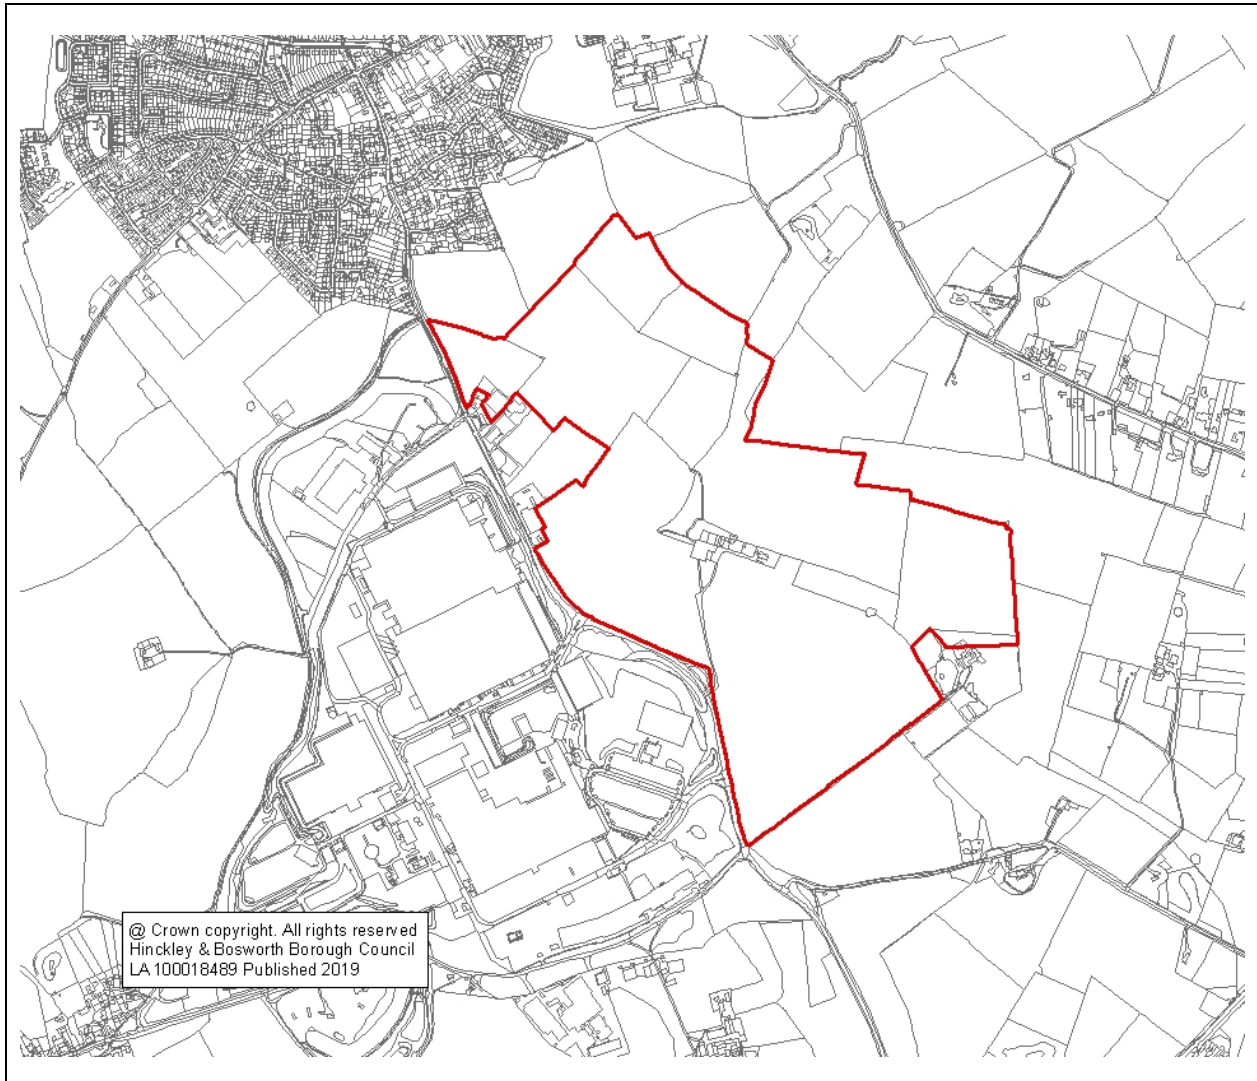 @ Crown copyright. All rights reserved
Hinckley & Bosworth Borough Council
LA 100018489 Published 2019